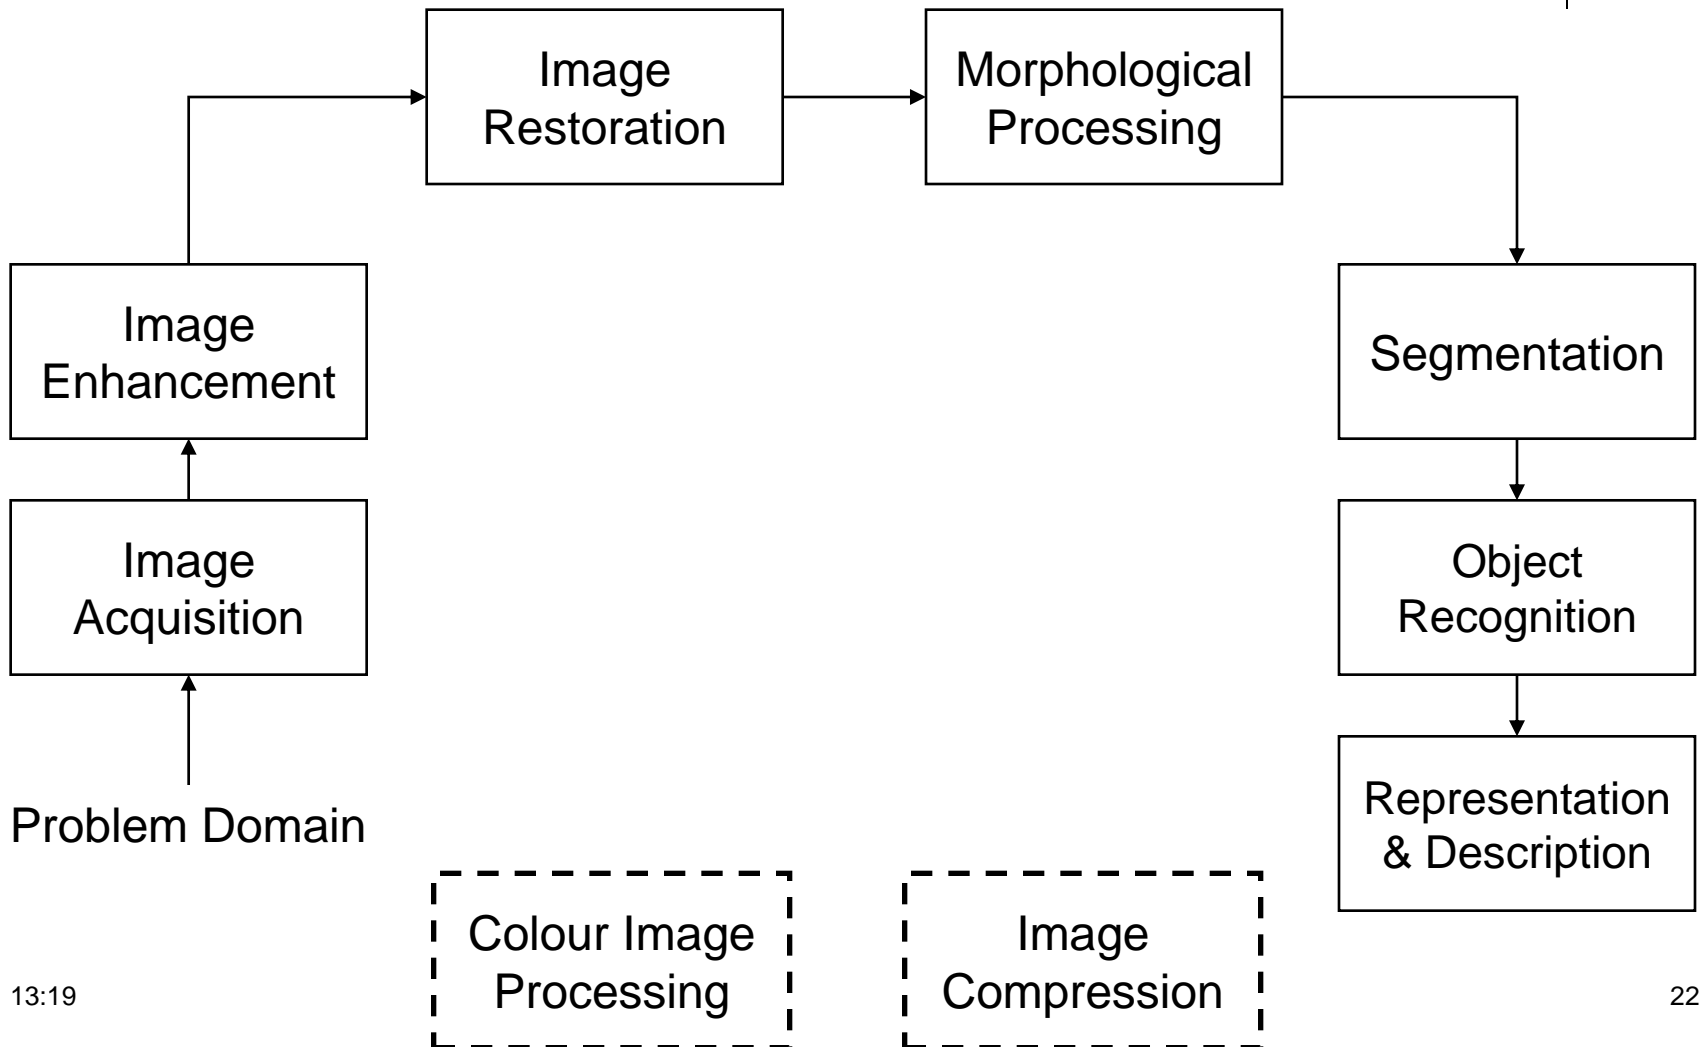 Image
Restoration
Morphological
Processing
Image
Enhancement
Segmentation
Image
Acquisition
Object
Recognition
Problem Domain
Representation
& Description
Colour Image
Processing
Image
Compression
13:19
22